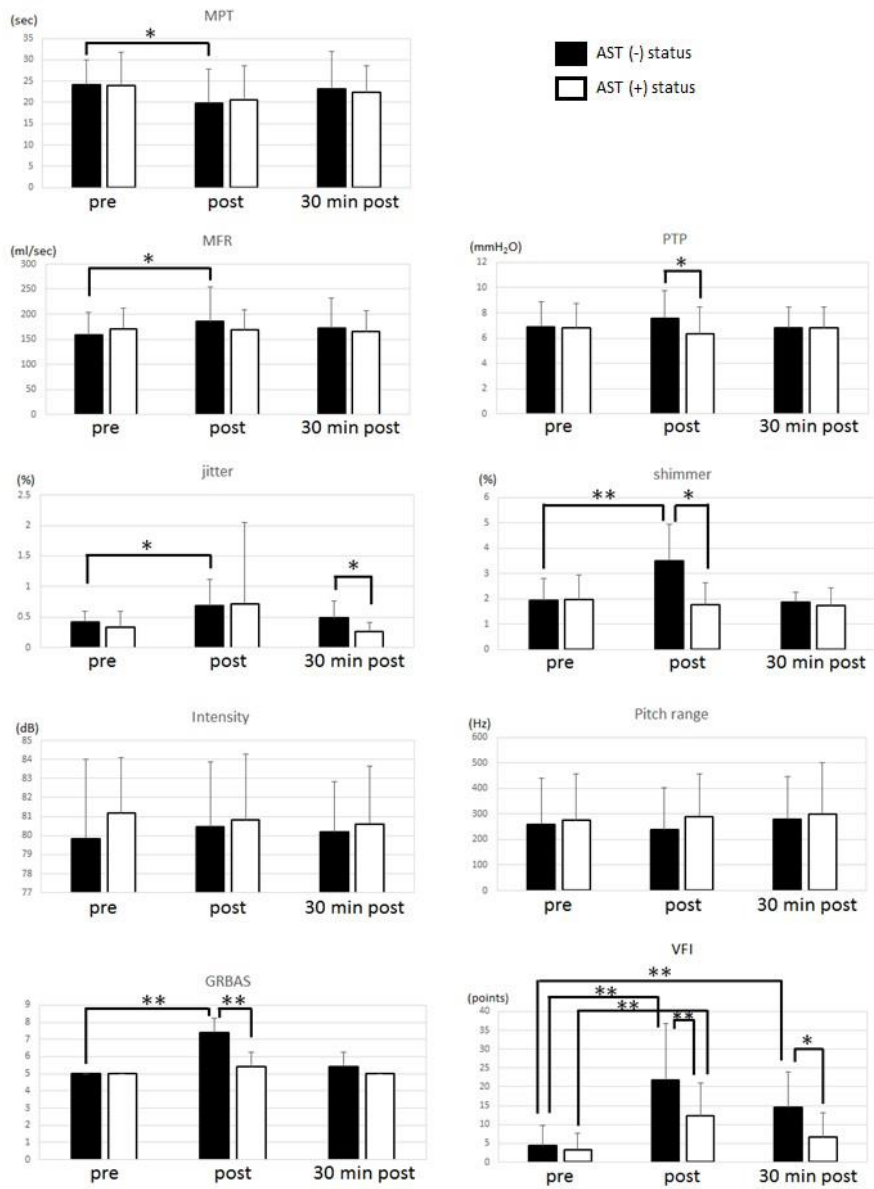 (sec)
MPT
35
30
25
20
15
10
5
0
*
pre
post
30 min post
AST (-) status
AST (+) status
(ml/sec)
MFR
300
250
200
150
100
50
0
*
pre
post
30 min post
(mmH₂O)
PTP
12
10
8
6
4
2
0
*
pre
post
30 min post
(%)
jitter
2.5
2
1.5
1
0.5
0
*
*
pre
post
30 min post
(%)
shimmer
6
5
4
3
2
1
0
**
*
pre
post
30 min post
(dB)
Intensity
85
84
83
82
81
80
79
78
77
pre
post
30 min post
(Hz)
Pitch range
600
500
400
300
200
100
0
pre
post
30 min post
GRBAS
9
8
7
6
5
4
3
2
1
0
**
**
pre
post
30 min post
VFI
(points)
40
35
30
25
20
15
10
5
0
**
**
**
**
*
pre
post
30 min post